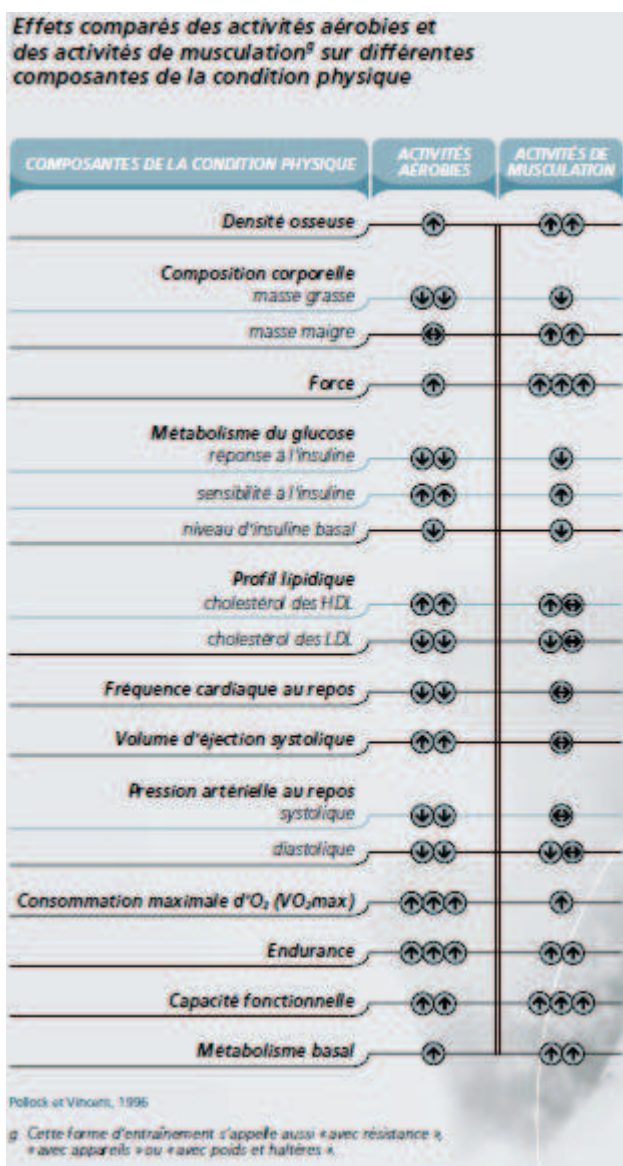 Effets comparés des activités aérobies et
des activités de musculationᵍ sur différentes
composantes de la condition physique
COMPOSANTES DE LA CONDITION PHYSIQUE
ACTIVITÉS
AÉROBIES
ACTIVITÉS DE
MUSCULATION
Densité osseuse ↑ ↑↑
Composition corporelle
masse grasse ↓↓ ↓
masse maigre ↔ ↑↑
Force ↑ ↑↑↑
Métabolisme du glucose
réponse à l'insuline ↓↓ ↓
sensibilité à l'insuline ↑↑ ↑
niveau d'insuline basal ↓ ↓
Profil lipidique
cholestérol des HDL ↑↑ ↑↔
cholestérol des LDL ↓↓ ↓↔
Fréquence cardiaque au repos ↓↓ ↔
Volume d'éjection systolique ↑↑ ↔
Pression artérielle au repos
systolique ↓↓ ↔
diastolique ↓↓ ↓↔
Consommation maximale d'O₂ (VO₂max) ↑↑↑ ↑
Endurance ↑↑↑ ↑↑
Capacité fonctionnelle ↑↑ ↑↑↑
Métabolisme basal ↑ ↑↑
Pollock et Vincent, 1996
g Cette forme d'entraînement s'appelle aussi « avec résistance »,
« avec appareils » ou « avec poids et haltères ».